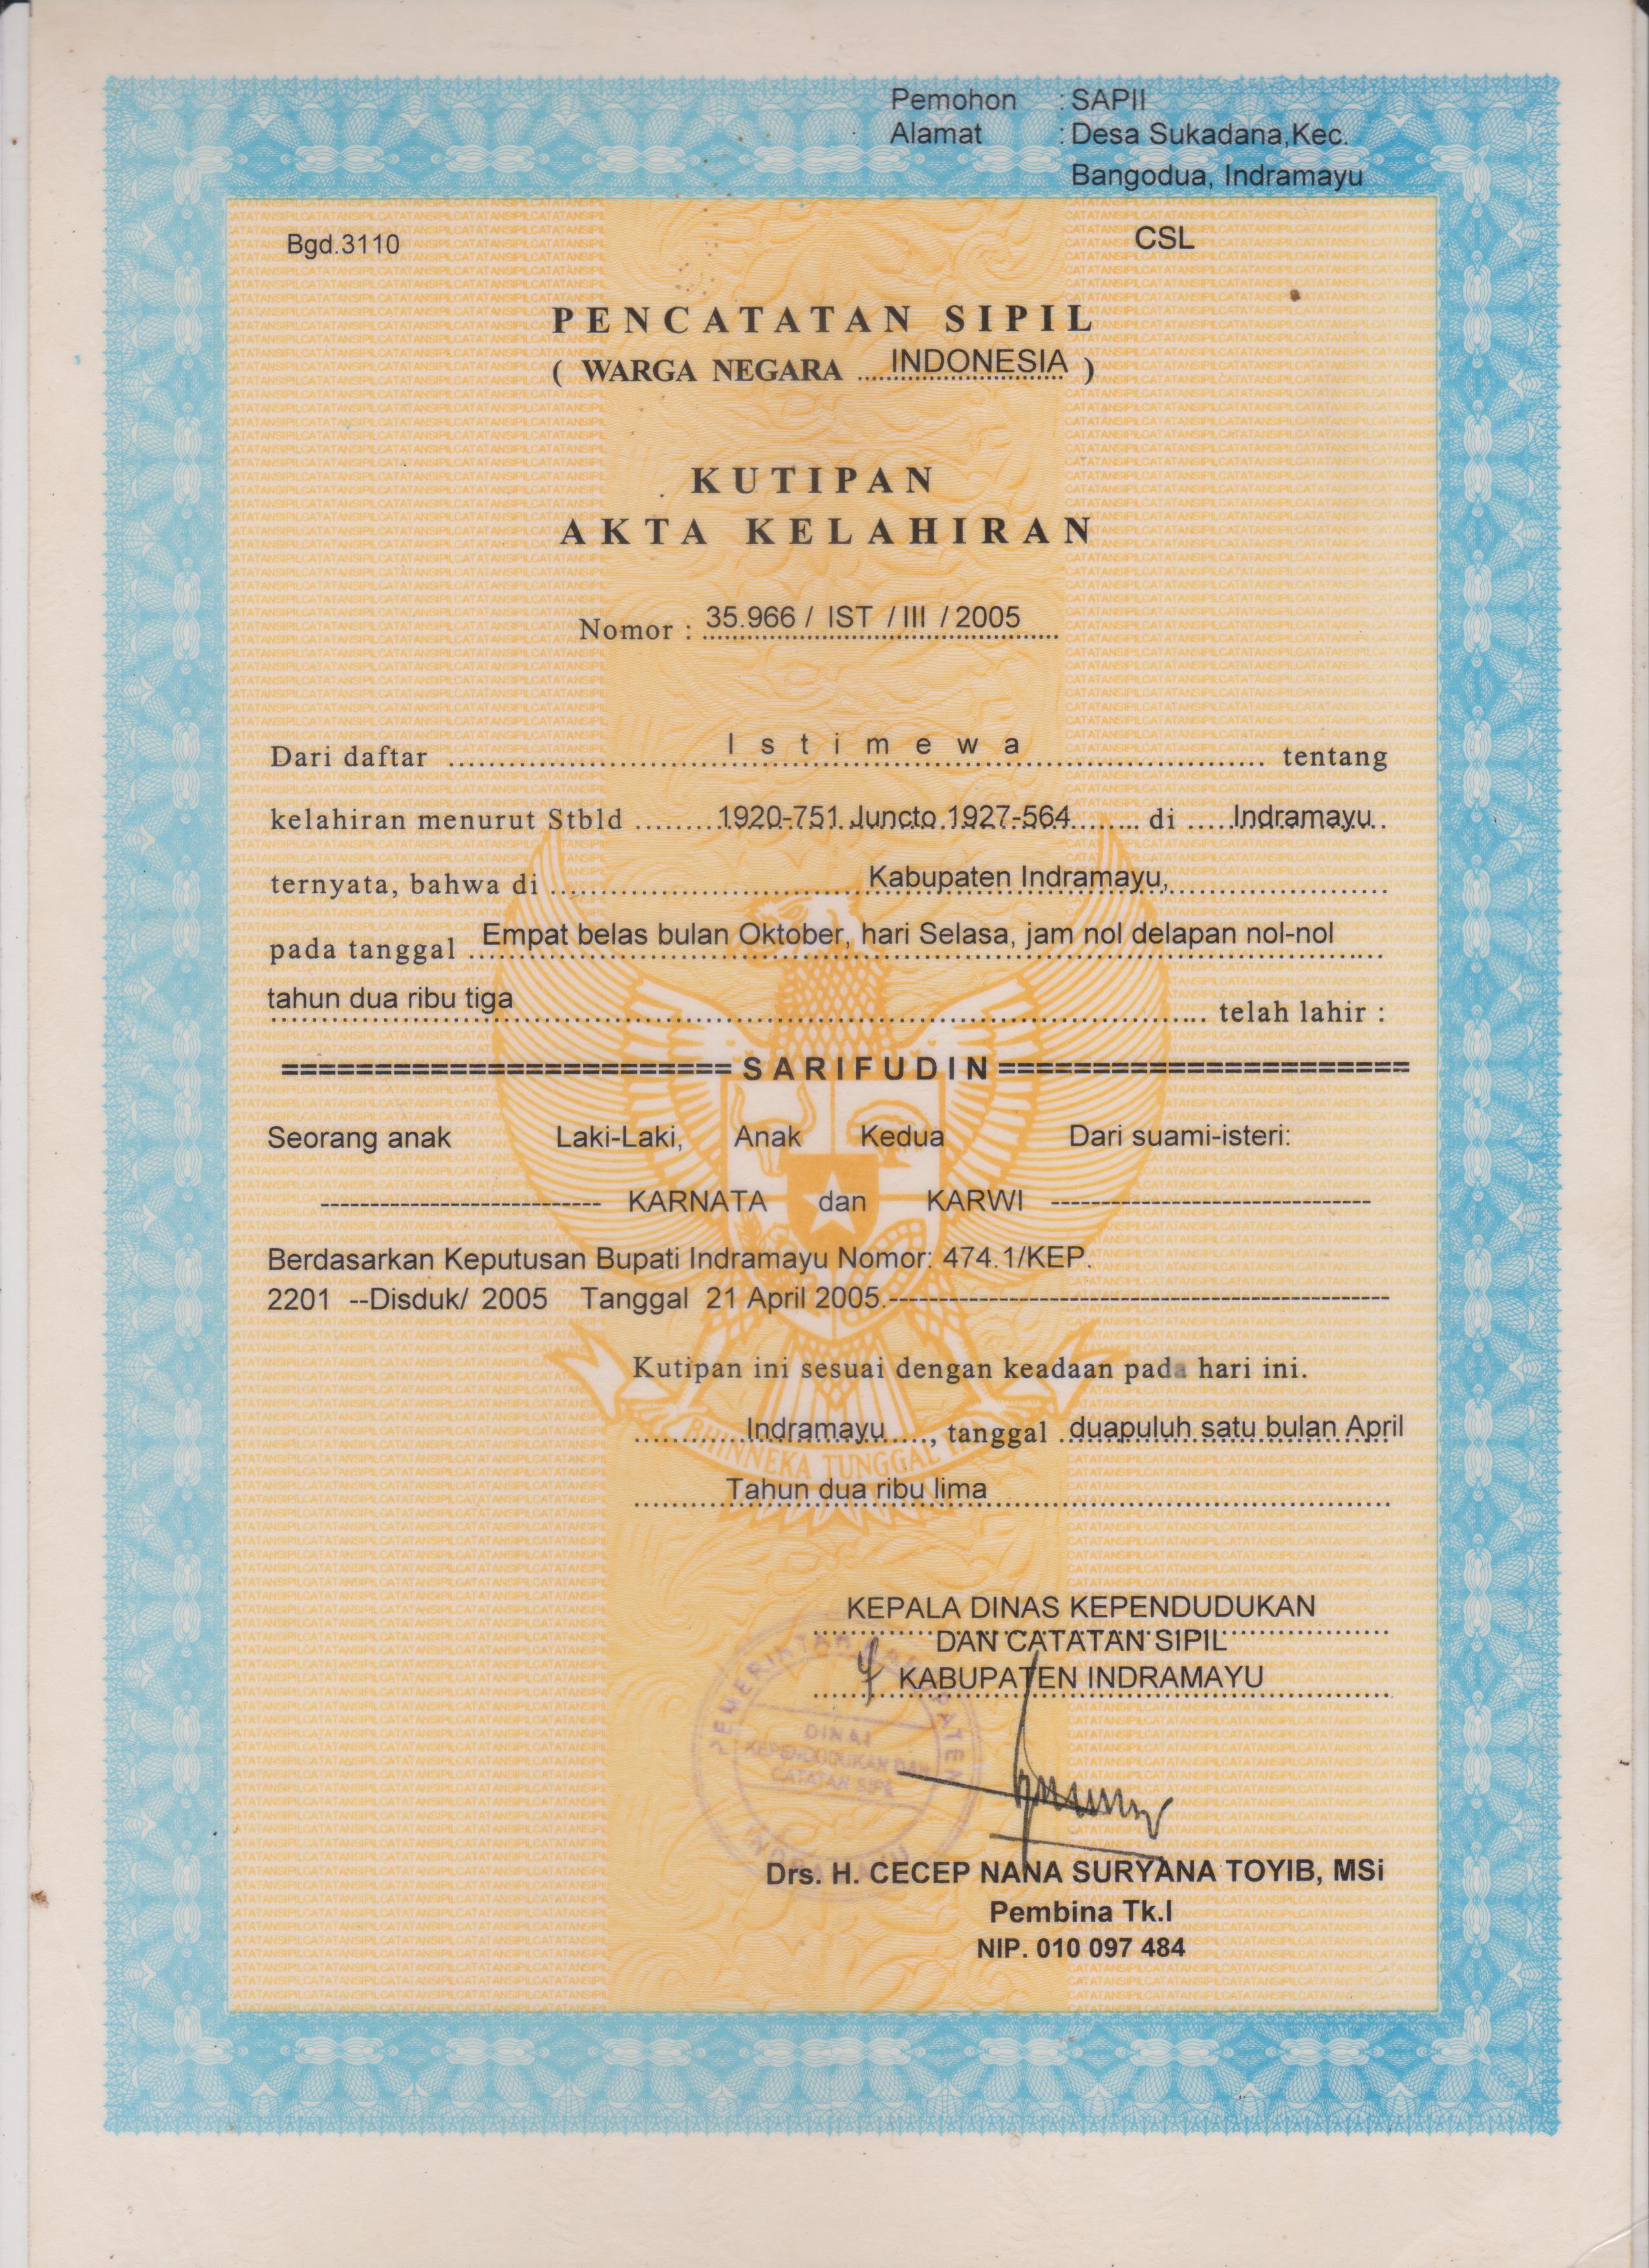 Pemohon : SAPII
Alamat : Desa Sukadana,Kec.
Bangodua, Indramayu
Bgd.3110 CSL
PENCATATAN SIPIL
( WARGA NEGARA INDONESIA )
KUTIPAN
AKTA KELAHIRAN
Nomor : 35.966 / IST / III / 2005
Dari daftar Istimewa tentang
kelahiran menurut Stbld 1920-751 Juncto 1927-564 di Indramayu
ternyata, bahwa di Kabupaten Indramayu,
pada tanggal Empat belas bulan Oktober, hari Selasa, jam nol delapan nol-nol
tahun dua ribu tiga telah lahir :
======================== SARIFUDIN ======================
Seorang anak Laki-Laki, Anak Kedua Dari suami-isteri:
---------------------------- KARNATA dan KARWI --------------------------------
Berdasarkan Keputusan Bupati Indramayu Nomor: 474.1/KEP.
2201 --Disduk/ 2005 Tanggal 21 April 2005.--------------------------------------------------
Kutipan ini sesuai dengan keadaan pada hari ini.
Indramayu, tanggal duapuluh satu bulan April
Tahun dua ribu lima
BHINNEKA TUNGGAL
KEPALA DINAS KEPENDUDUKAN
DAN CATATAN SIPIL
KABUPATEN INDRAMAYU
PEMERINTAH KABUPATEN
DINAS
KEPENDUDUKAN DAN
CATATAN SIPIL
INDRAMAYU
Drs. H. CECEP NANA SURYANA TOYIB, MSi
Pembina Tk.I
NIP. 010 097 484